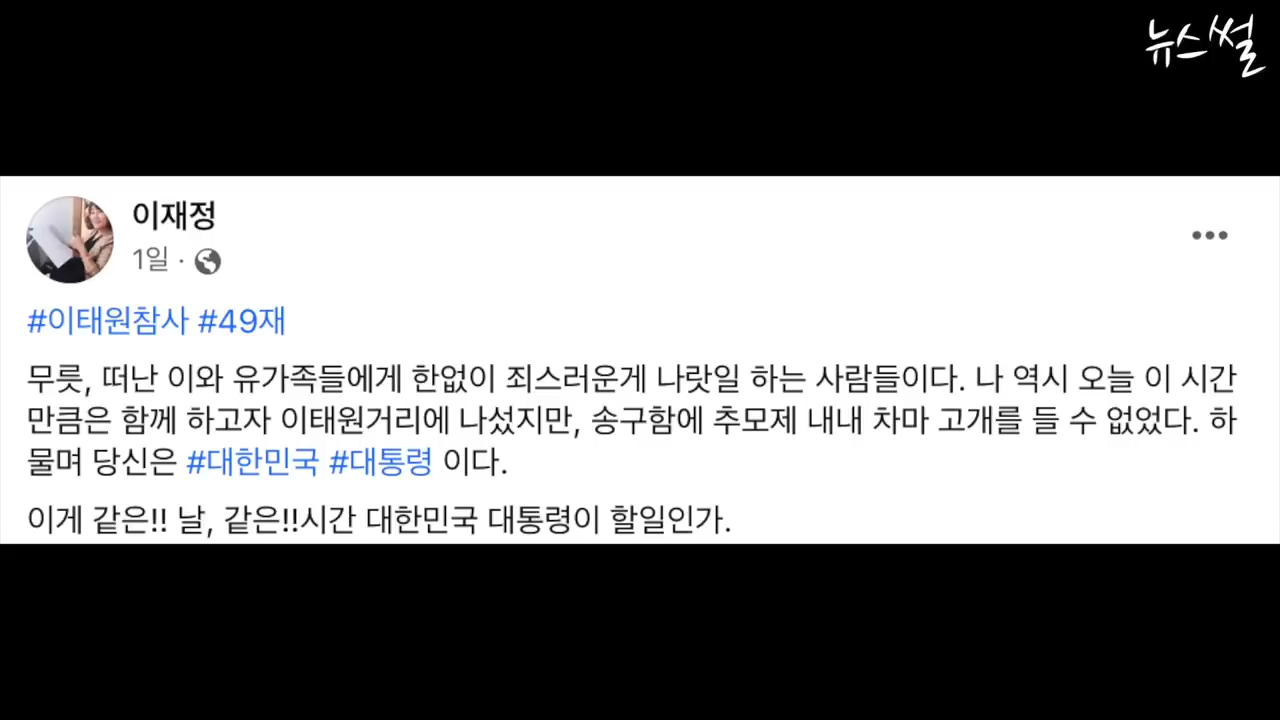 뉴스썰
이재정
1일 ·
#이태원참사 #49재
무릇, 떠난 이와 유가족들에게 한없이 죄스러운게 나랏일 하는 사람들이다. 나 역시 오늘 이 시간
만큼은 함께 하고자 이태원거리에 나섰지만, 송구함에 추모제 내내 차마 고개를 들 수 없었다. 하
물며 당신은 #대한민국 #대통령 이다.
이게 같은!! 날, 같은!!시간 대한민국 대통령이 할일인가.